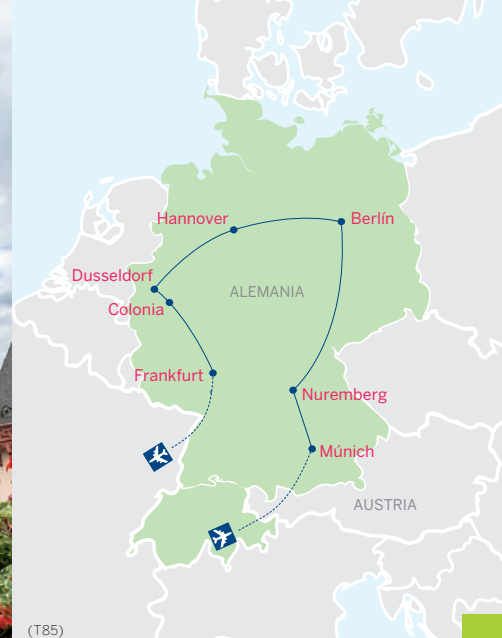 Hannover
Berlín
Dusseldorf
ALEMANIA
Colonia
Frankfurt
Nuremberg
Múnich
AUSTRIA
(T85)